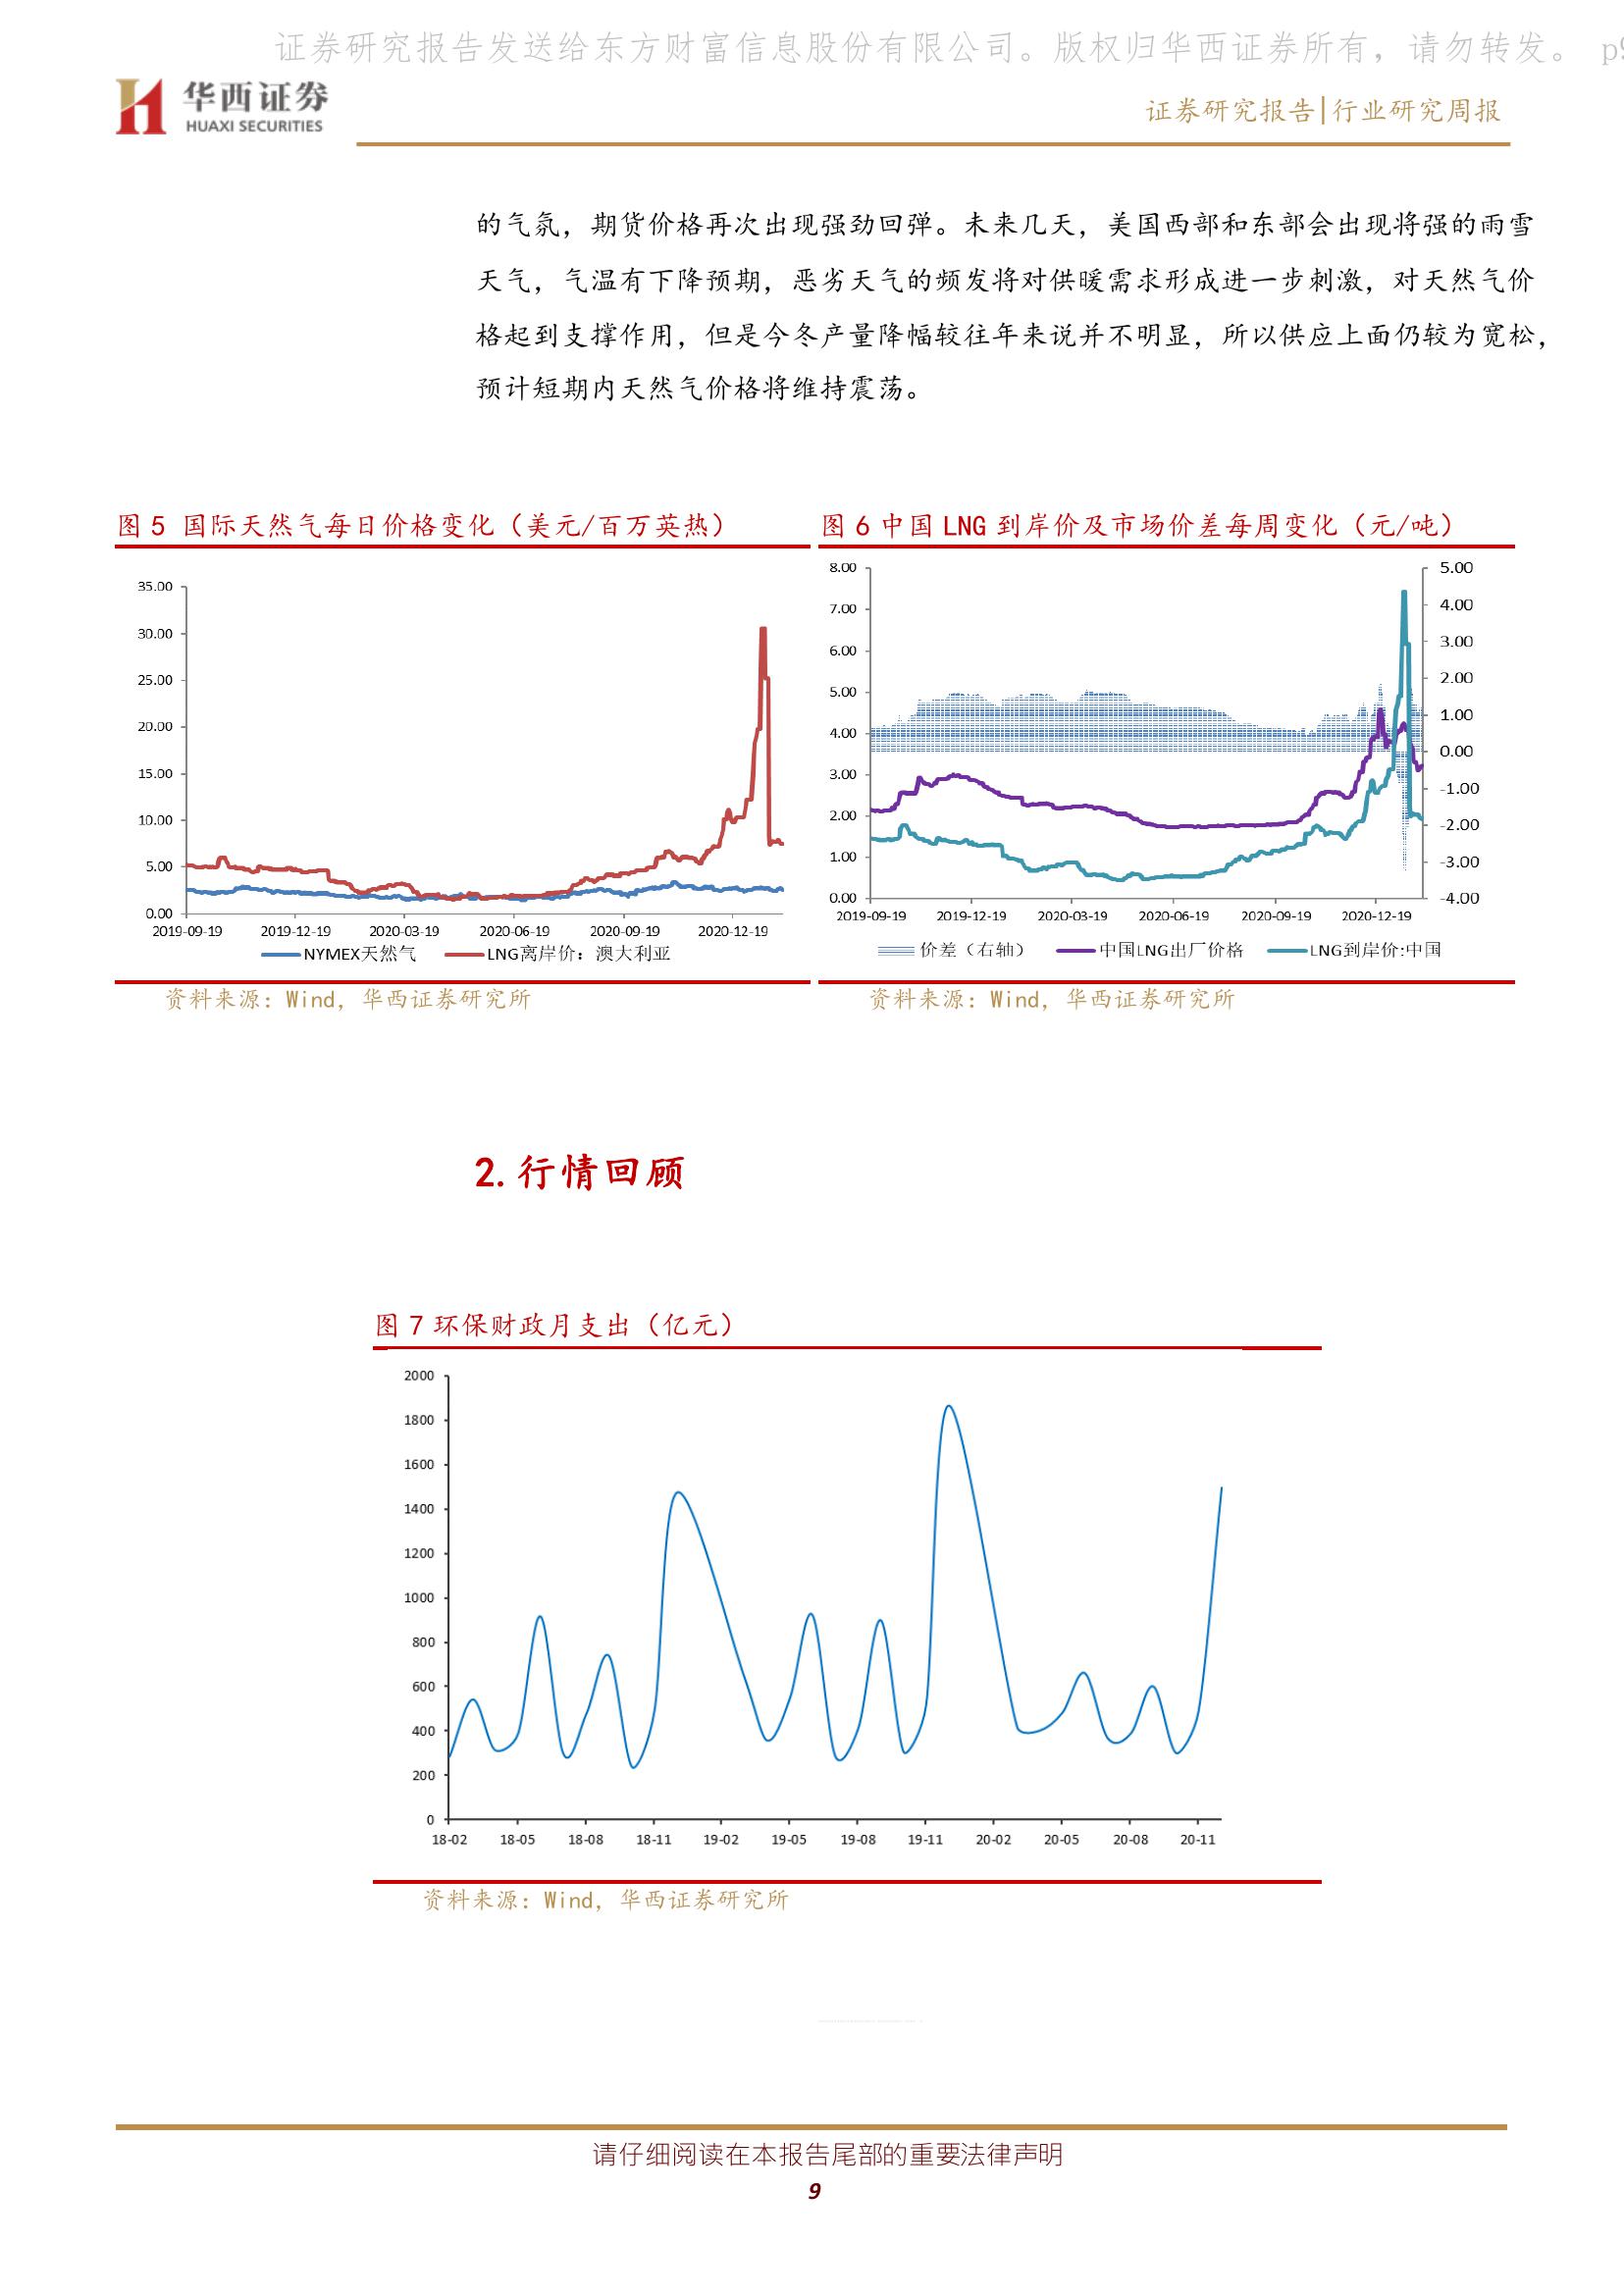 证券研究报告发送给东方财富信息股份有限公司。版权归华西证券所有，请勿转发。 p9
华西证券
HUAXI SECURITIES
证券研究报告|行业研究周报
的气氛，期货价格再次出现强劲回弹。未来几天，美国西部和东部会出现将强的雨雪
天气，气温有下降预期，恶劣天气的频发将对供暖需求形成进一步刺激，对天然气价
格起到支撑作用，但是今冬产量降幅较往年来说并不明显，所以供应上面仍较为宽松，
预计短期内天然气价格将维持震荡。
图 5 国际天然气每日价格变化（美元/百万英热）
35.00
30.00
25.00
20.00
15.00
10.00
5.00
0.00
2019-09-19 2019-12-19 2020-03-19 2020-06-19 2020-09-19 2020-12-19
NYMEX天然气 LNG离岸价：澳大利亚
资料来源：Wind，华西证券研究所
图 6 中国 LNG 到岸价及市场价差每周变化（元/吨）
8.00
7.00
6.00
5.00
4.00
3.00
2.00
1.00
0.00
5.00
4.00
3.00
2.00
1.00
0.00
-1.00
-2.00
-3.00
-4.00
2019-09-19 2019-12-19 2020-03-19 2020-06-19 2020-09-19 2020-12-19
价差（右轴） 中国LNG出厂价格 LNG到岸价:中国
资料来源：Wind，华西证券研究所
2.行情回顾
图 7 环保财政月支出（亿元）
2000
1800
1600
1400
1200
1000
800
600
400
200
0
18-02 18-05 18-08 18-11 19-02 19-05 19-08 19-11 20-02 20-05 20-08 20-11
资料来源：Wind，华西证券研究所
请仔细阅读在本报告尾部的重要法律声明
9